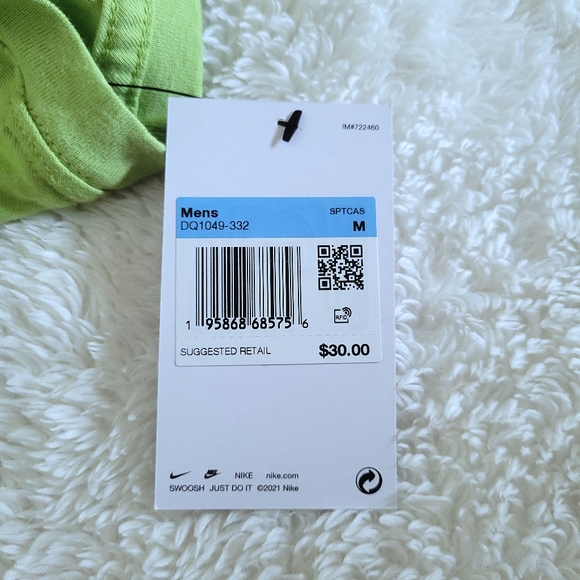 IM#722460
Mens SPTCAS
DQ1049-332 M
1 95868 68575 6
RFID
SUGGESTED RETAIL $30.00
NIKE nike.com
SWOOSH JUST DO IT ©2021 Nike